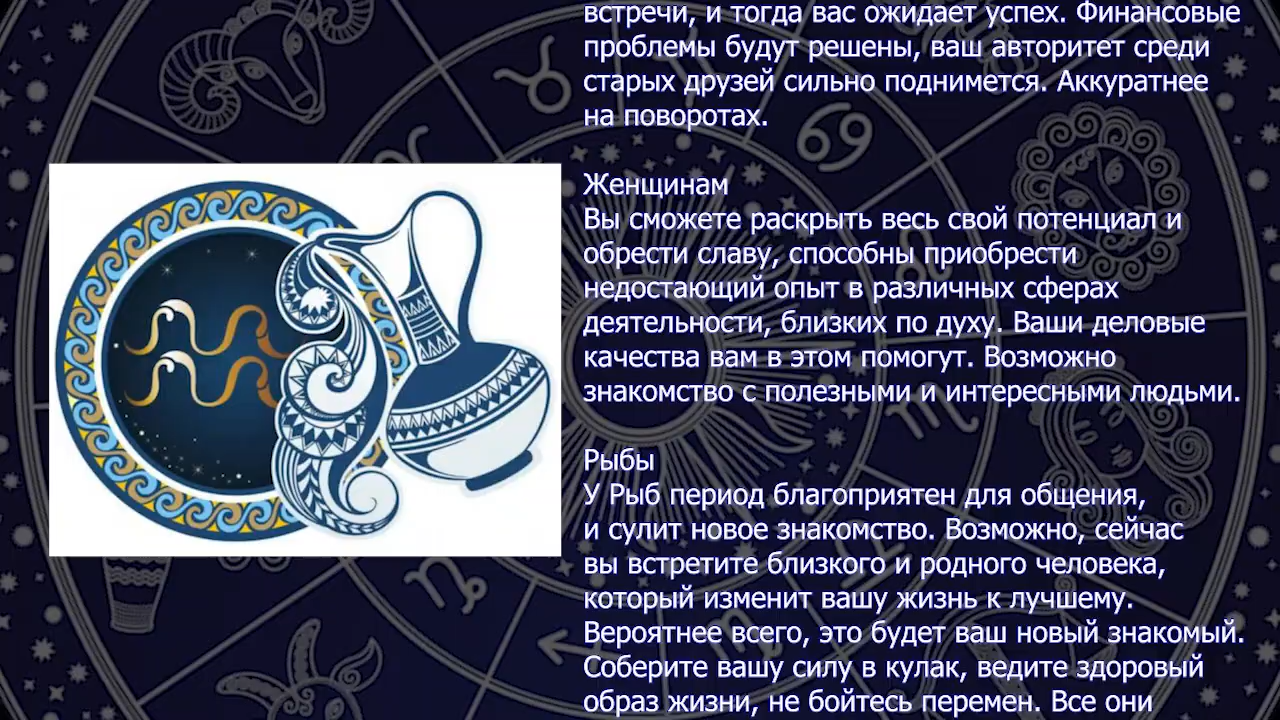 встречи, и тогда вас ожидает успех. Финансовые
проблемы будут решены, ваш авторитет среди
старых друзей сильно поднимется. Аккуратнее
на поворотах.
Женщинам
Вы сможете раскрыть весь свой потенциал и
обрести славу, способны приобрести
недостающий опыт в различных сферах
деятельности, близких по духу. Ваши деловые
качества вам в этом помогут. Возможно
знакомство с полезными и интересными людьми.
Рыбы
У Рыб период благоприятен для общения,
и сулит новое знакомство. Возможно, сейчас
вы встретите близкого и родного человека,
который изменит вашу жизнь к лучшему.
Вероятнее всего, это будет ваш новый знакомый.
Соберите вашу силу в кулак, ведите здоровый
образ жизни, не бойтесь перемен. Все они